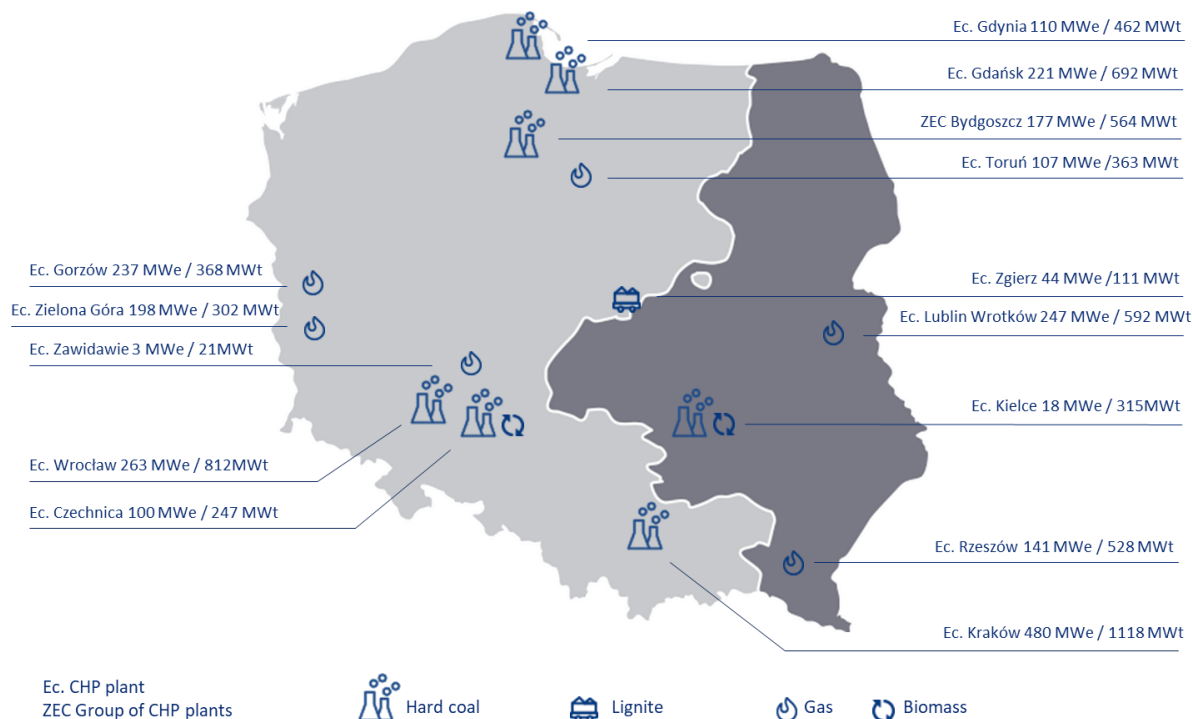 Ec. Gdynia 110 MWe / 462 MWt
Ec. Gdańsk 221 MWe / 692 MWt
ZEC Bydgoszcz 177 MWe / 564 MWt
Ec. Toruń 107 MWe /363 MWt
Ec. Gorzów 237 MWe / 368 MWt
Ec. Zielona Góra 198 MWe / 302 MWt
Ec. Zawidawie 3 MWe / 21MWt
Ec. Wrocław 263 MWe / 812MWt
Ec. Czechnica 100 MWe / 247 MWt
Ec. Zgierz 44 MWe /111 MWt
Ec. Lublin Wrotków 247 MWe / 592 MWt
Ec. Kielce 18 MWe / 315MWt
Ec. Rzeszów 141 MWe / 528 MWt
Ec. Kraków 480 MWe / 1118 MWt
Ec. CHP plant
ZEC Group of CHP plants
Hard coal
Lignite
Gas
Biomass